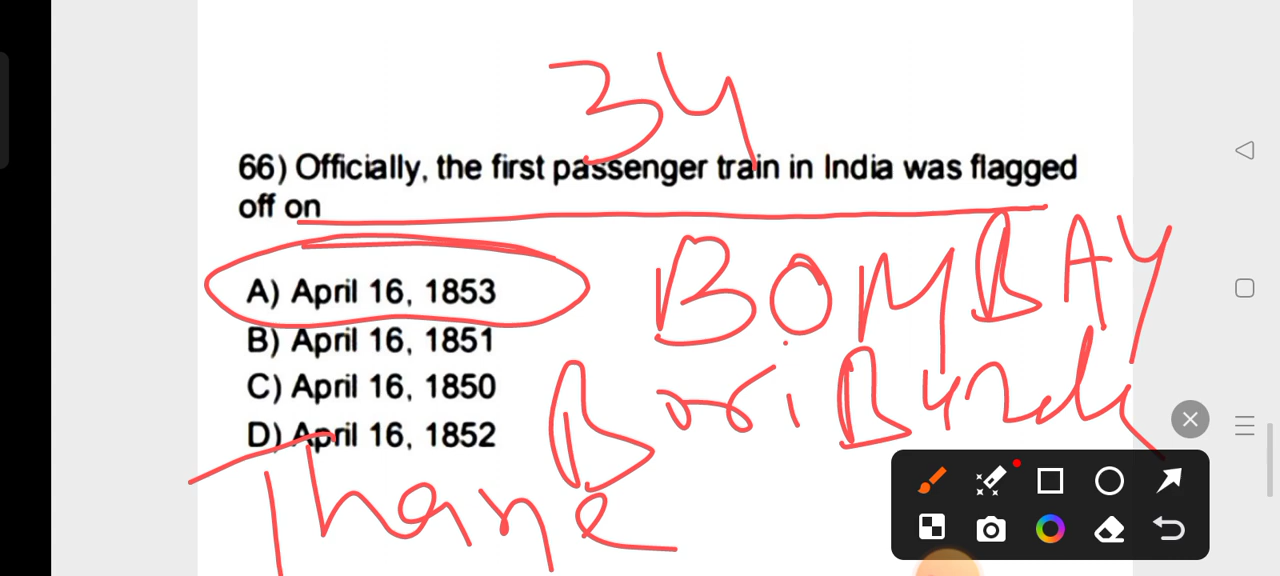 34
66) Officially, the first passenger train in India was flagged
off on
A) April 16, 1853
BOMBAY
B) April 16, 1851
C) April 16, 1850
Bori Bunder
D) April 16, 1852
Thane